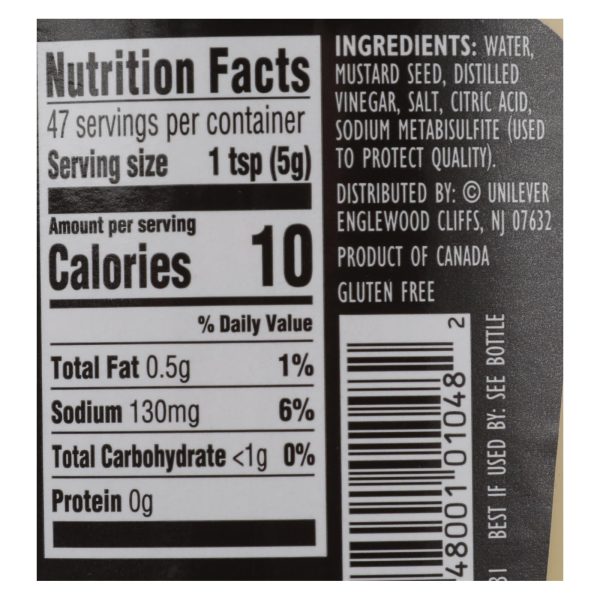 Nutrition Facts
47 servings per container
Serving size 1 tsp (5g)
Amount per serving
Calories 10
% Daily Value
Total Fat 0.5g 1%
Sodium 130mg 6%
Total Carbohydrate <1g 0%
Protein 0g
INGREDIENTS: WATER,
MUSTARD SEED, DISTILLED
VINEGAR, SALT, CITRIC ACID,
SODIUM METABISULFITE (USED
TO PROTECT QUALITY).
DISTRIBUTED BY: © UNILEVER
ENGLEWOOD CLIFFS, NJ 07632
PRODUCT OF CANADA
GLUTEN FREE
48001 01048 2
BEST IF USED BY: SEE BOTTLE